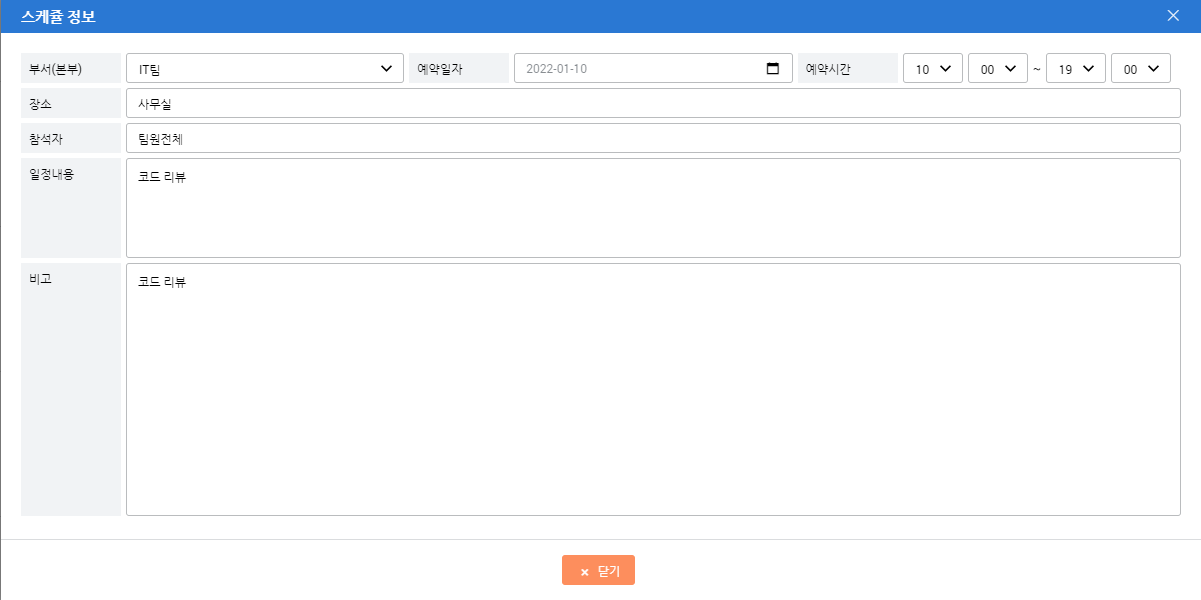 스케쥴 정보
부서(본부) IT팀 예약일자 2022-01-10 예약시간 10 00 ~ 19 00
장소 사무실
참석자 팀원전체
일정내용 코드 리뷰
비고 코드 리뷰
× 닫기